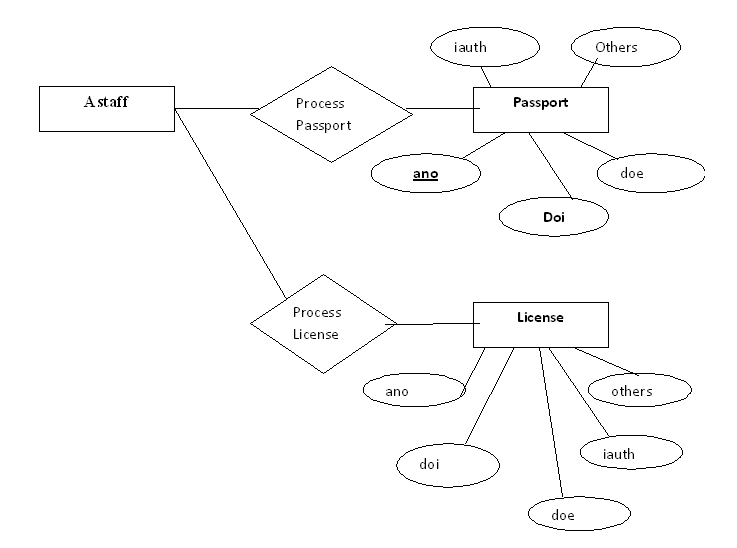 iauth
Others
Astaff
Process
Passport
Passport
ano
doe
Doi
Process
License
License
ano
others
doi
iauth
doe